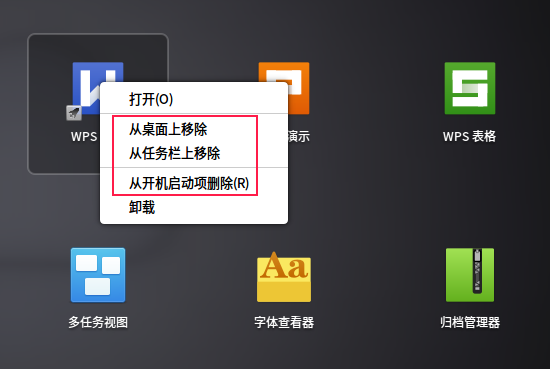 打开(O)
从桌面上移除
WPS
演示
WPS 表格
从任务栏上移除
从开机启动项删除(R)
卸载
Aa
多任务视图
字体查看器
归档管理器